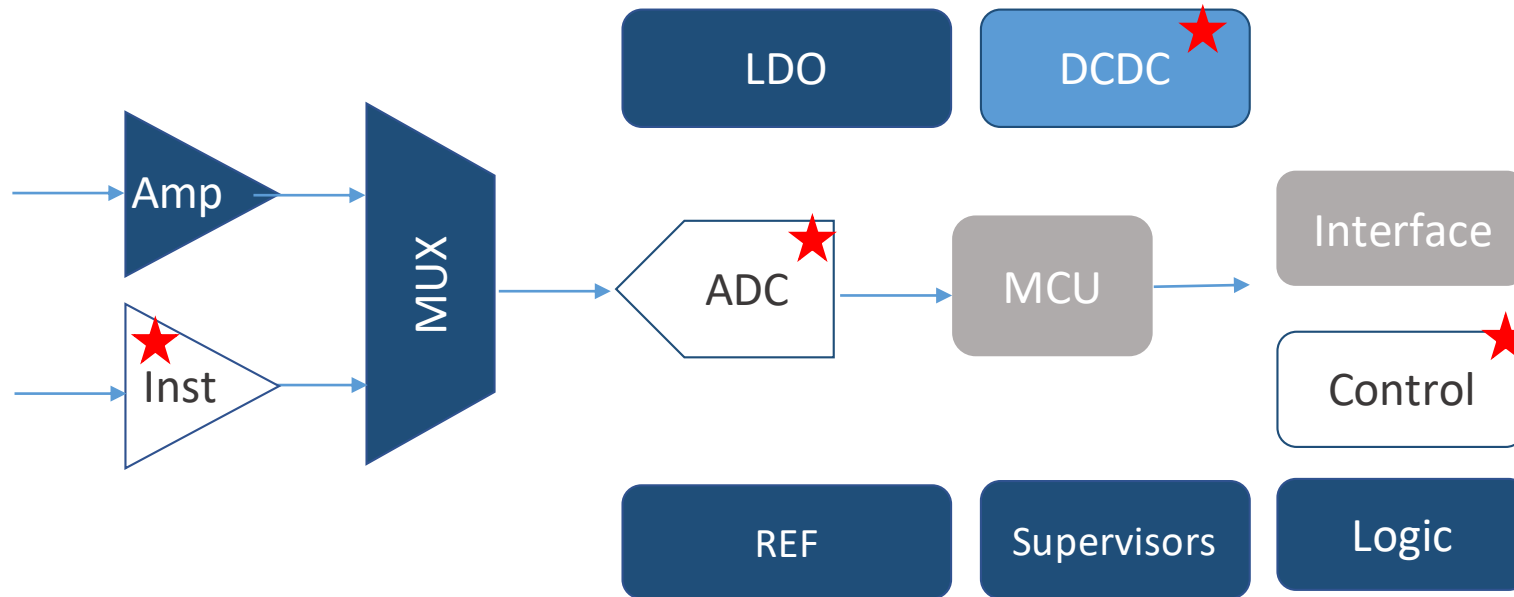 LDO
DCDC
Amp
MUX
Inst
ADC
MCU
Interface
Control
REF
Supervisors
Logic